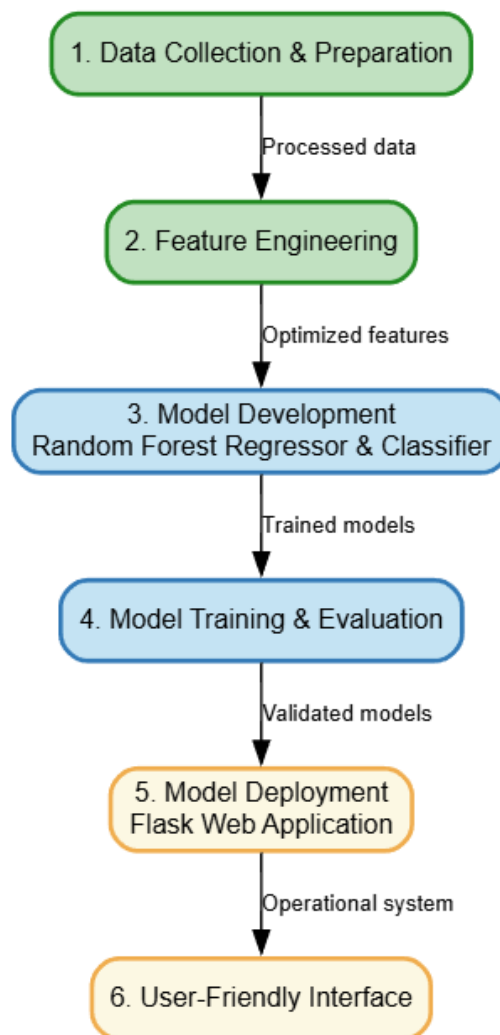 1. Data Collection & Preparation
Processed data
2. Feature Engineering
Optimized features
3. Model Development
Random Forest Regressor & Classifier
Trained models
4. Model Training & Evaluation
Validated models
5. Model Deployment
Flask Web Application
Operational system
6. User-Friendly Interface